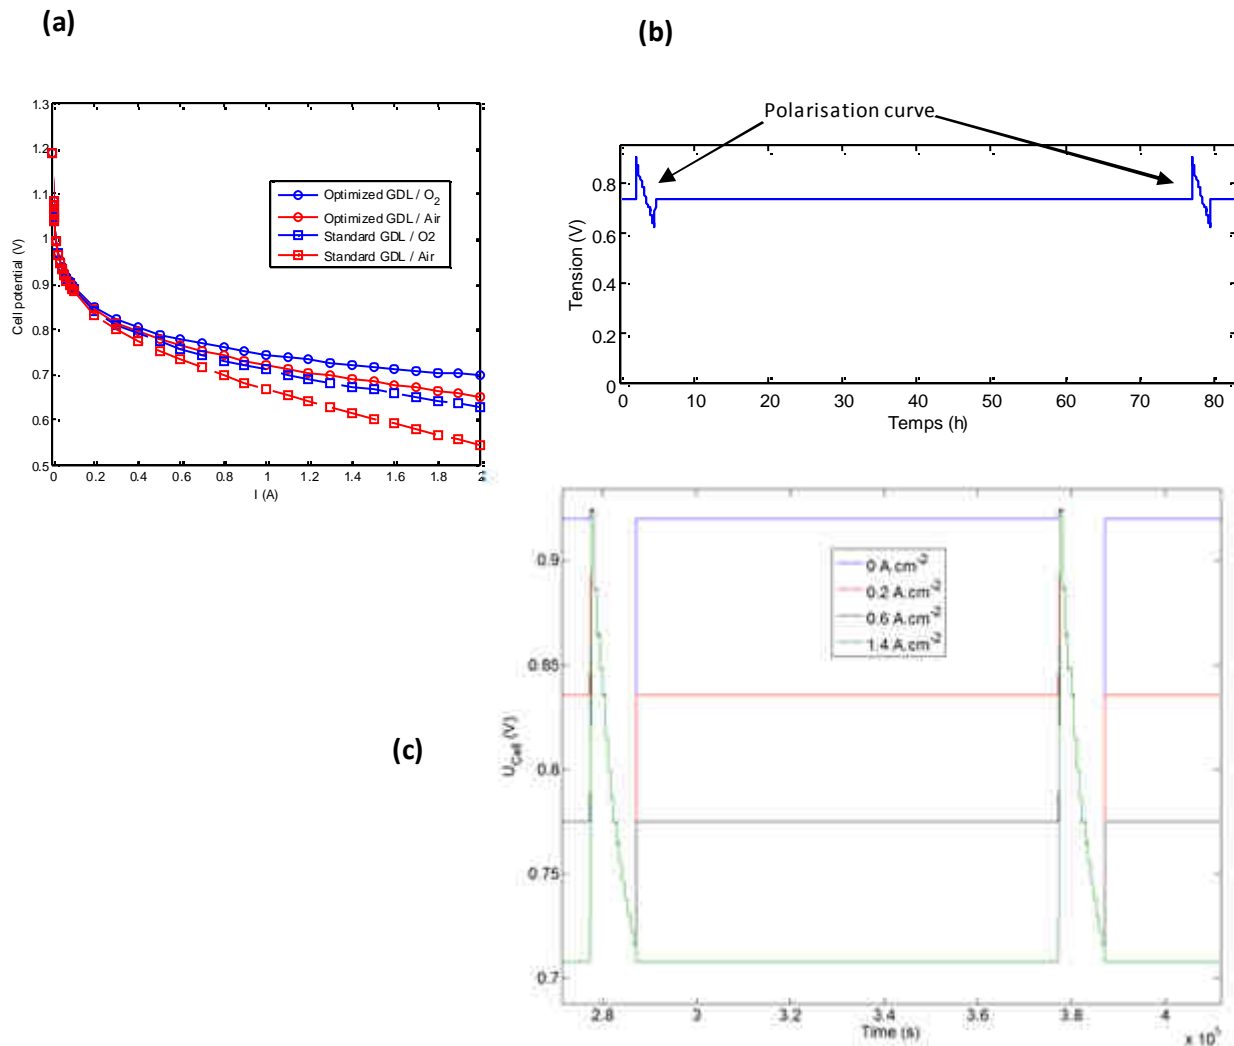 (a)
1.3
1.2
1.1
1
0.9
0.8
0.7
0.6
0.5
Cell potential (V)
0 0.2 0.4 0.6 0.8 1 1.2 1.4 1.6 1.8 2
I (A)
Optimized GDL / O2
Optimized GDL / Air
Standard GDL / O2
Standard GDL / Air
(b)
Polarisation curve
0.8
0.6
0.4
0.2
0
Tension (V)
0 10 20 30 40 50 60 70 80
Temps (h)
(c)
0.9
0.85
0.8
0.75
0.7
UCell (V)
0 A.cm-2
0.2 A.cm-2
0.6 A.cm-2
1.4 A.cm-2
2.8 3 3.2 3.4 3.6 3.8 4
Time (s)